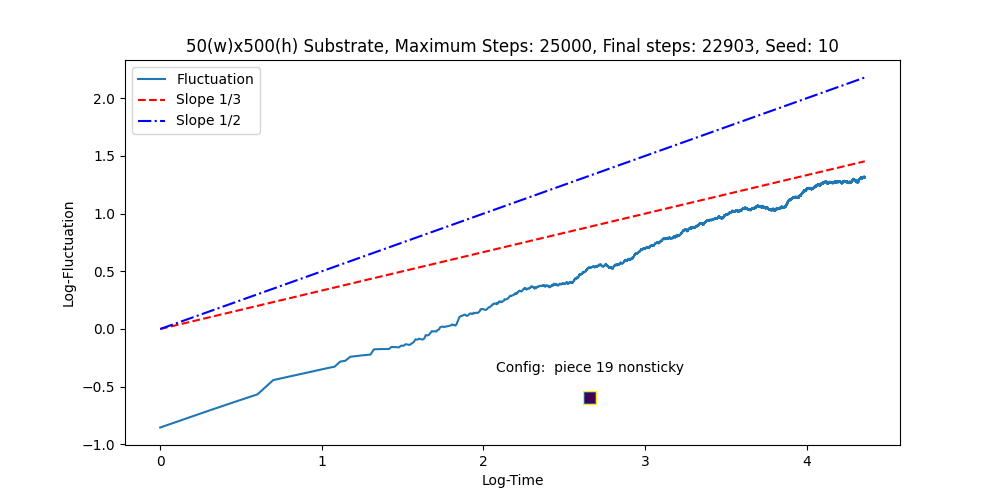 50(w)x500(h) Substrate, Maximum Steps: 25000, Final steps: 22903, Seed: 10
Fluctuation
Slope 1/3
Slope 1/2
2.0
1.5
1.0
0.5
0.0
−0.5
−1.0
Log-Fluctuation
Config:  piece 19 nonsticky
0 1 2 3 4
Log-Time